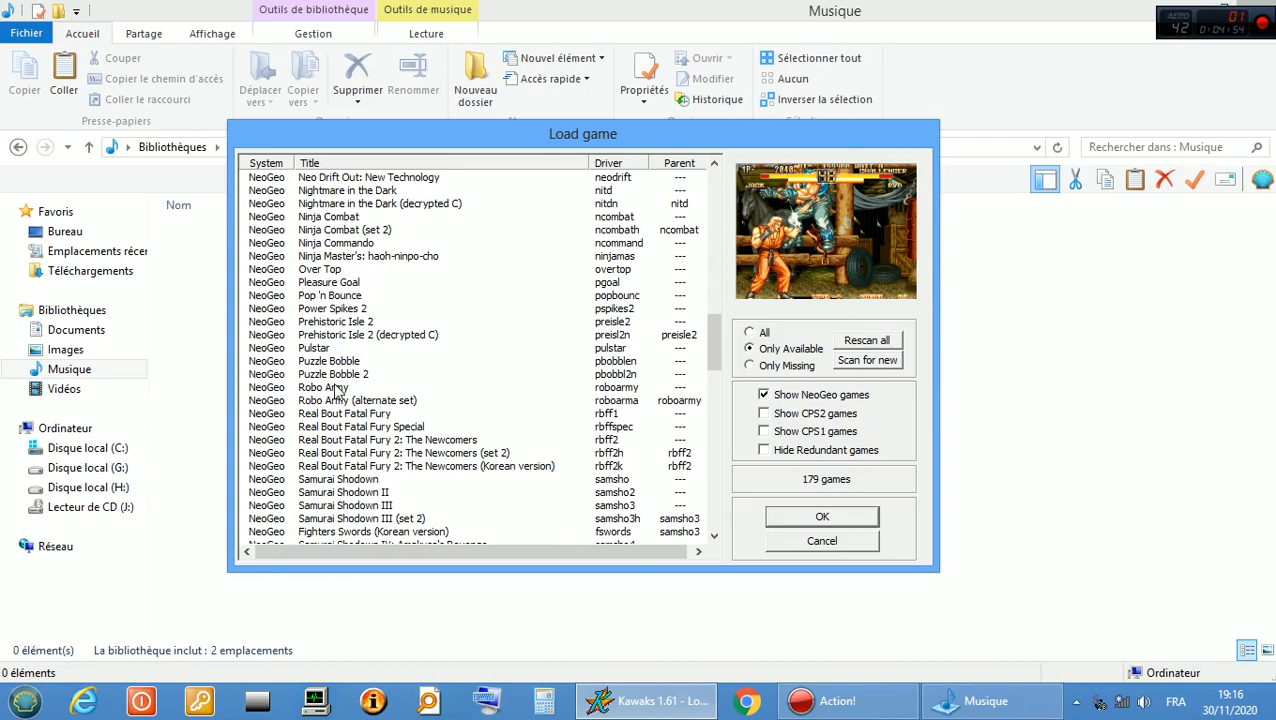 Outils de bibliothèque Outils de musique Musique
AERO 42 01 0:04:54
Fichier Accueil Partage Affichage Gestion Lecture
Copier
Coller
Couper
Copier le chemin d'accès
Coller le raccourci
Presse-papiers
Déplacer vers
Copier vers
Supprimer
Renommer
Nouveau dossier
Nouvel élément
Accès rapide
Propriétés
Ouvrir
Modifier
Historique
Sélectionner tout
Aucun
Inverser la sélection
Bibliothèques
Rechercher dans : Musique
Nom
Favoris
Bureau
Emplacements récen
Téléchargements
Bibliothèques
Documents
Images
Musique
Vidéos
Ordinateur
Disque local (C:)
Disque local (G:)
Disque local (H:)
Lecteur de CD (J:)
Réseau
Load game
System Title Driver Parent
NeoGeo Neo Drift Out: New Technology neodrift ---
NeoGeo Nightmare in the Dark nitd ---
NeoGeo Nightmare in the Dark (decrypted C) nitdn nitd
NeoGeo Ninja Combat ncombat ---
NeoGeo Ninja Combat (set 2) ncombath ncombat
NeoGeo Ninja Commando ncommand ---
NeoGeo Ninja Master's: haoh-ninpo-cho ninjamas ---
NeoGeo Over Top overtop ---
NeoGeo Pleasure Goal pgoal ---
NeoGeo Pop 'n Bounce popbounc ---
NeoGeo Power Spikes 2 pspikes2 ---
NeoGeo Prehistoric Isle 2 preisle2 ---
NeoGeo Prehistoric Isle 2 (decrypted C) preisl2n preisle2
NeoGeo Pulstar pulstar ---
NeoGeo Puzzle Bobble pbobblen ---
NeoGeo Puzzle Bobble 2 pbobbl2n ---
NeoGeo Robo Army roboarmy ---
NeoGeo Robo Army (alternate set) roboarma roboarmy
NeoGeo Real Bout Fatal Fury rbff1 ---
NeoGeo Real Bout Fatal Fury Special rbffspec ---
NeoGeo Real Bout Fatal Fury 2: The Newcomers rbff2 ---
NeoGeo Real Bout Fatal Fury 2: The Newcomers (set 2) rbff2h rbff2
NeoGeo Real Bout Fatal Fury 2: The Newcomers (Korean version) rbff2k rbff2
NeoGeo Samurai Shodown samsho ---
NeoGeo Samurai Shodown II samsho2 ---
NeoGeo Samurai Shodown III samsho3 ---
NeoGeo Samurai Shodown III (set 2) samsho3h samsho3
NeoGeo Fighters Swords (Korean version) fswords samsho3
JACK RYO
CHALLENGER
All
Only Available
Only Missing
Rescan all
Scan for new
Show NeoGeo games
Show CPS2 games
Show CPS1 games
Hide Redundant games
179 games
OK
Cancel
0 élément(s) La bibliothèque inclut : 2 emplacements
0 éléments Ordinateur
Kawaks 1.61 - Lo... Action! Musique FRA 19:16
30/11/2020